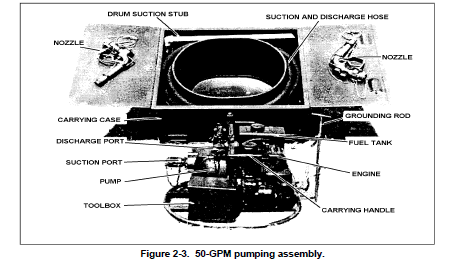 DRUM SUCTION STUB
SUCTION AND DISCHARGE HOSE
NOZZLE
NOZZLE
CARRYING CASE
GROUNDING ROD
DISCHARGE PORT
FUEL TANK
SUCTION PORT
ENGINE
PUMP
TOOLBOX
CARRYING HANDLE
Figure 2-3. 50-GPM pumping assembly.